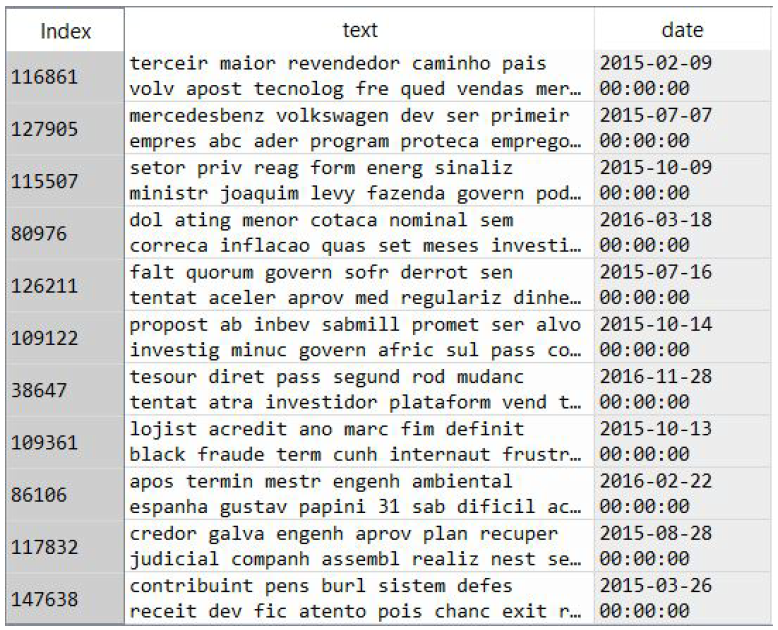 Index text date
116861 terceir maior revendedor caminho pais 2015-02-09
volv apost tecnolog fre qued vendas mer… 00:00:00
127905 mercedesbenz volkswagen dev ser primeir 2015-07-07
empres abc ader program proteca emprego… 00:00:00
115507 setor priv reag form energ sinaliz 2015-10-09
ministr joaquim levy fazenda govern pod… 00:00:00
80976 dol ating menor cotaca nominal sem 2016-03-18
correca inflacao quas set meses investi… 00:00:00
126211 falt quorum govern sofr derrot sen 2015-07-16
tentat aceler aprov med regulariz dinhe… 00:00:00
109122 propost ab inbev sabmill promet ser alvo 2015-10-14
investig minuc govern afric sul pass co… 00:00:00
38647 tesour diret pass segund rod mudanc 2016-11-28
tentat atra investidor plataform vend t… 00:00:00
109361 lojist acredit ano marc fim definit 2015-10-13
black fraude term cunh internaut frustr… 00:00:00
86106 apos termin mestr engenh ambiental 2016-02-22
espanha gustav papini 31 sab dificil ac… 00:00:00
117832 credor galva engenh aprov plan recuper 2015-08-28
judicial companh assembl realiz nest se… 00:00:00
147638 contribuint pens burl sistem defes 2015-03-26
receit dev fic atento pois chanc exit r… 00:00:00